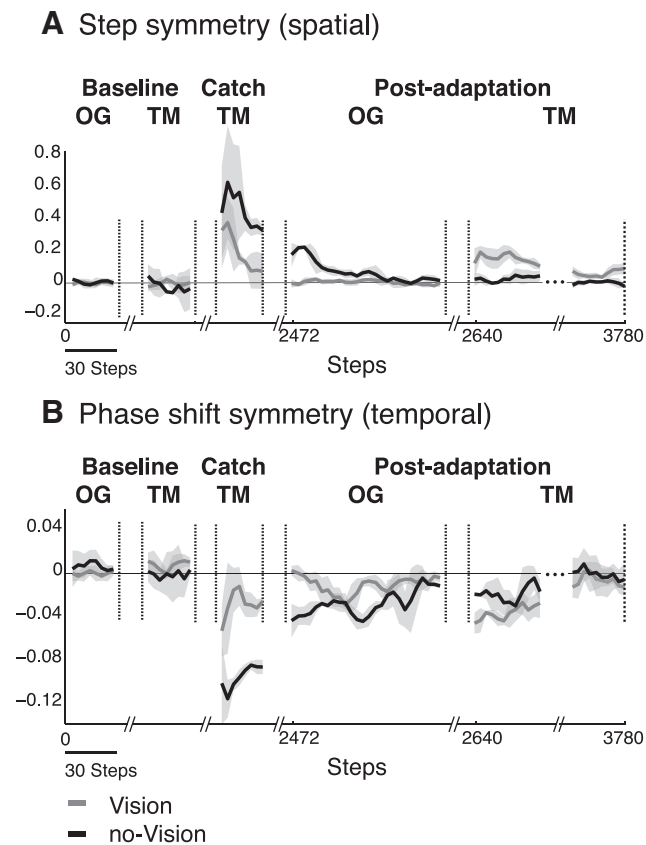 A Step symmetry (spatial)
Baseline Catch Post-adaptation
OG TM TM OG TM
0.8
0.6
0.4
0.2
0
−0.2
0 2472 2640 3780
30 Steps Steps
B Phase shift symmetry (temporal)
Baseline Catch Post-adaptation
OG TM TM OG TM
0.04
0
−0.04
−0.08
−0.12
0 2472 2640 3780
30 Steps Steps
Vision
no-Vision